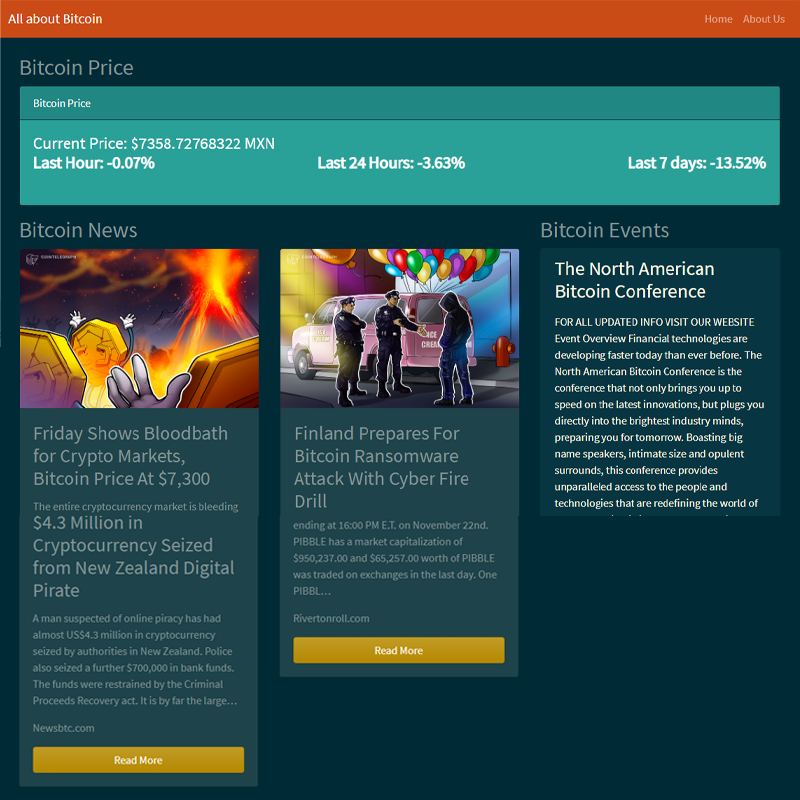 All about Bitcoin
Home
About Us
Bitcoin Price
Bitcoin Price
Current Price: $7358.72768322 MXN
Last Hour: -0.07%
Last 24 Hours: -3.63%
Last 7 days: -13.52%
Bitcoin News
COINTELEGRAPH
Friday Shows Bloodbath
for Crypto Markets,
Bitcoin Price At $7,300
The entire cryptocurrency market is bleeding
$4.3 Million in
Cryptocurrency Seized
from New Zealand Digital
Pirate
A man suspected of online piracy has had
almost US$4.3 million in cryptocurrency
seized by authorities in New Zealand. Police
also seized a further $700,000 in bank funds.
The funds were restrained by the Criminal
Proceeds Recovery act. It is by far the large…
Newsbtc.com
Read More
COINTELEGRAPH
ICE
CREAM
ICE
CREAM
Finland Prepares For
Bitcoin Ransomware
Attack With Cyber Fire
Drill
ending at 16:00 PM E.T. on November 22nd.
PIBBLE has a market capitalization of
$950,237.00 and $65,257.00 worth of PIBBLE
was traded on exchanges in the last day. One
PIBBL…
Rivertonroll.com
Read More
Bitcoin Events
The North American
Bitcoin Conference
FOR ALL UPDATED INFO VISIT OUR WEBSITE
Event Overview Financial technologies are
developing faster today than ever before. The
North American Bitcoin Conference is the
conference that not only brings you up to
speed on the latest innovations, but plugs you
directly into the brightest industry minds,
preparing you for tomorrow. Boasting big
name speakers, intimate size and opulent
surrounds, this conference provides
unparalleled access to the people and
technologies that are redefining the world of